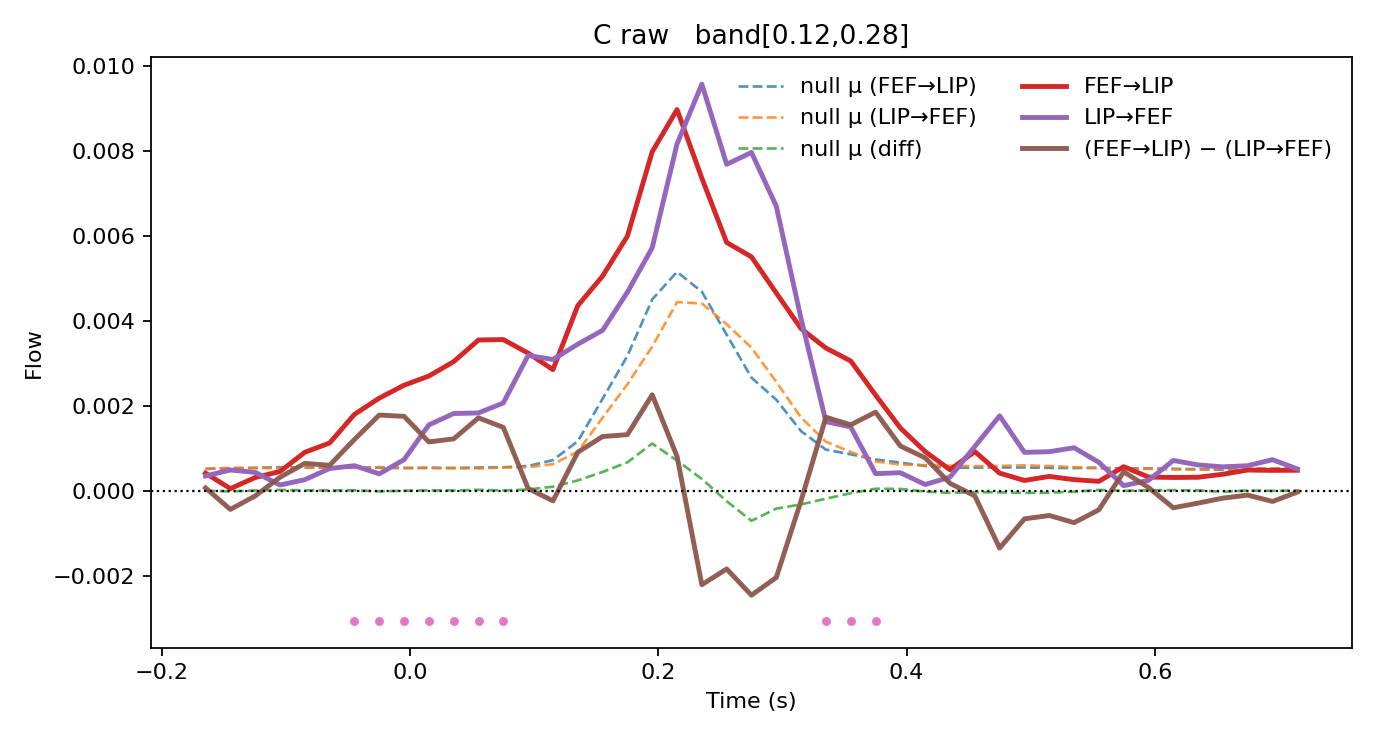 C raw   band[0.12,0.28]
null μ (FEF→LIP)
null μ (LIP→FEF)
null μ (diff)
FEF→LIP
LIP→FEF
(FEF→LIP) − (LIP→FEF)
0.010
0.008
0.006
0.004
0.002
0.000
−0.002
Flow
−0.2
0.0
0.2
0.4
0.6
Time (s)